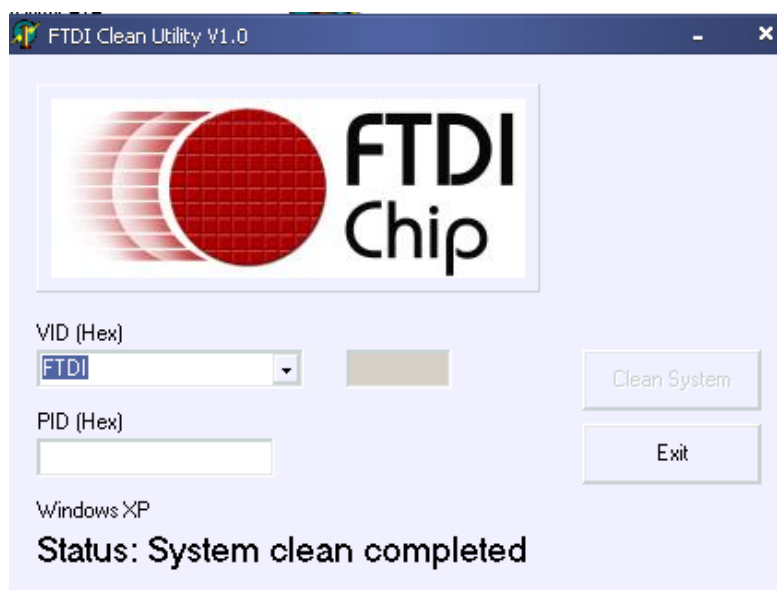 FTDI Clean Utility V1.0
FTDI
Chip
VID (Hex)
FTDI
Clean System
PID (Hex)
Exit
Windows XP
Status: System clean completed